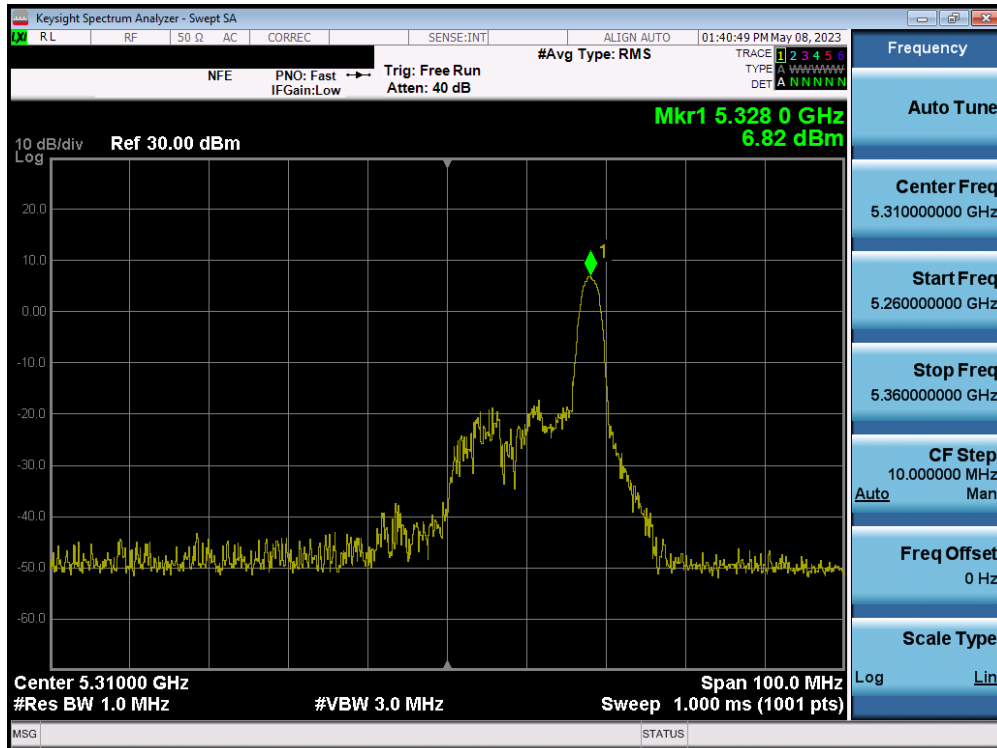 Keysight Spectrum Analyzer - Swept SA
LXI RL RF 50 Ω AC CORREC SENSE:INT ALIGN AUTO 01:40:49 PM May 08, 2023
#Avg Type: RMS
TRACE 1 2 3 4 5 6
TYPE A WWWWW
DET A N N N N N
NFE PNO: Fast Trig: Free Run
IFGain:Low Atten: 40 dB
Mkr1 5.328 0 GHz
6.82 dBm
10 dB/div Ref 30.00 dBm
Log
20.0
10.0
0.00
-10.0
-20.0
-30.0
-40.0
-50.0
-60.0
1
Center 5.31000 GHz Span 100.0 MHz
#Res BW 1.0 MHz #VBW 3.0 MHz Sweep 1.000 ms (1001 pts)
MSG STATUS
Frequency
Auto Tune
Center Freq
5.310000000 GHz
Start Freq
5.260000000 GHz
Stop Freq
5.360000000 GHz
CF Step
10.000000 MHz
Auto Man
Freq Offset
0 Hz
Scale Type
Log Lin